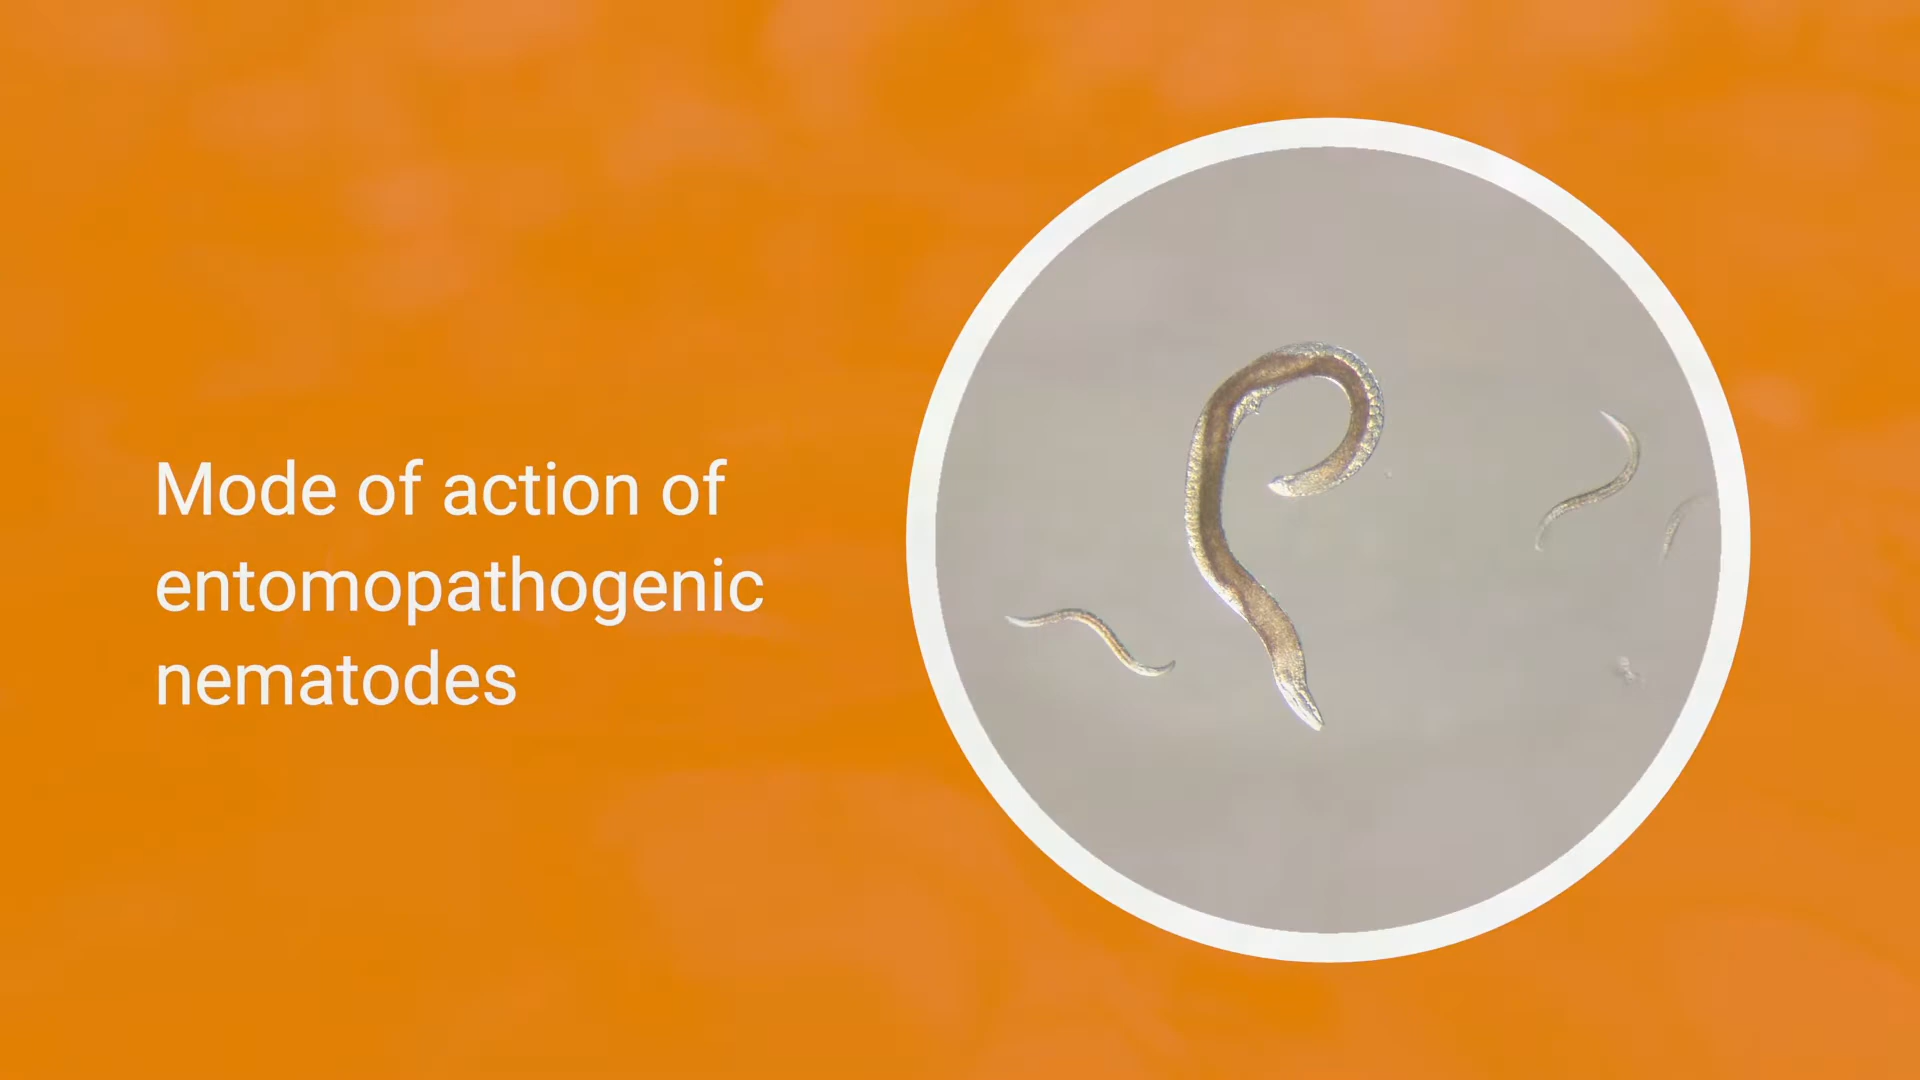 Mode of action of
entomopathogenic
nematodes